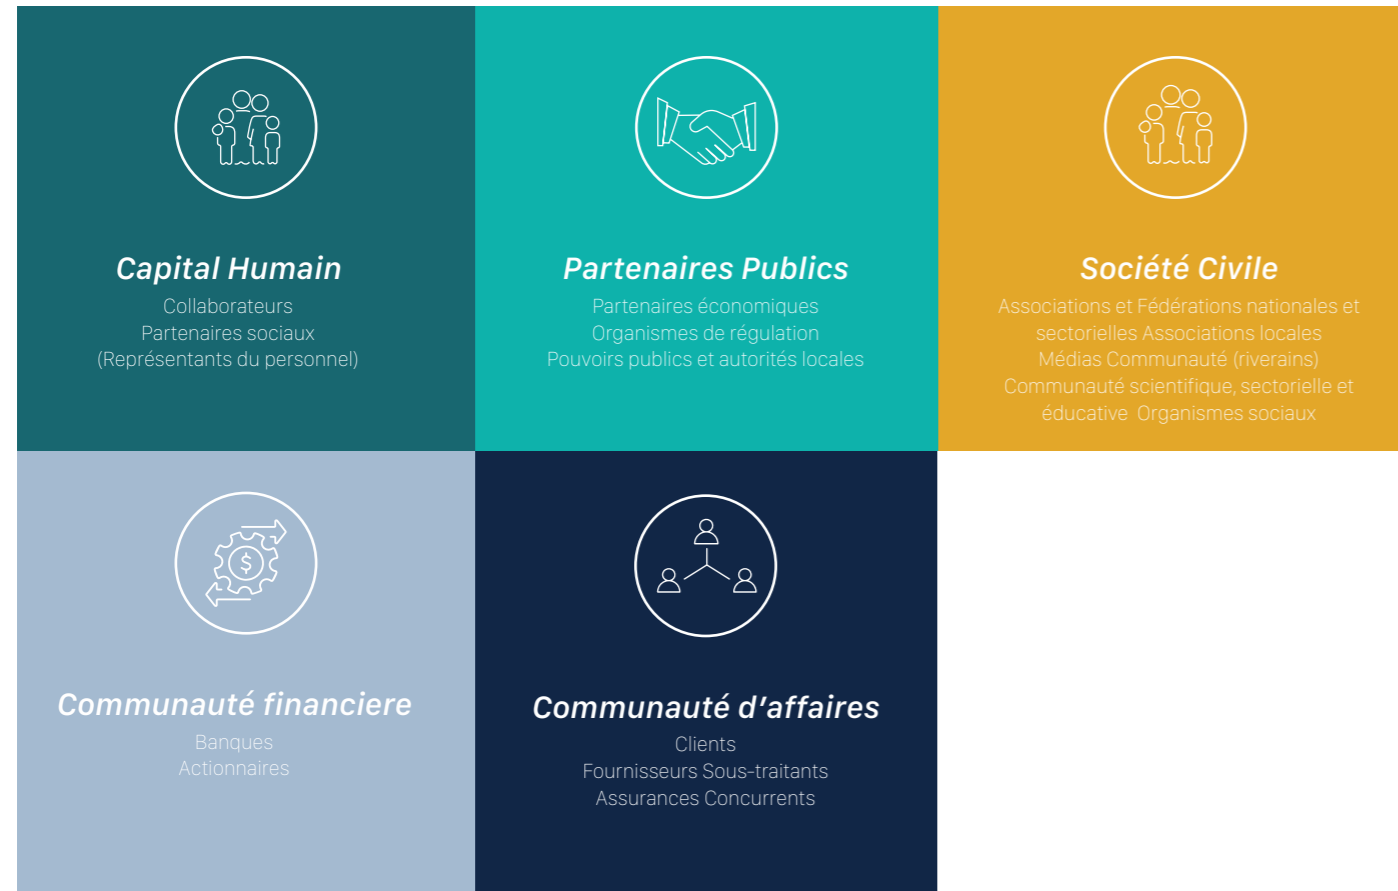 Capital Humain
Collaborateurs
Partenaires sociaux
(Représentants du personnel)
Partenaires Publics
Partenaires économiques
Organismes de régulation
Pouvoirs publics et autorités locales
Société Civile
Associations et Fédérations nationales et
sectorielles Associations locales
Médias Communauté (riverains)
Communauté scientifique, sectorielle et
éducative  Organismes sociaux
$
Communauté financiere
Banques
Actionnaires
Communauté d'affaires
Clients
Fournisseurs Sous-traitants
Assurances Concurrents